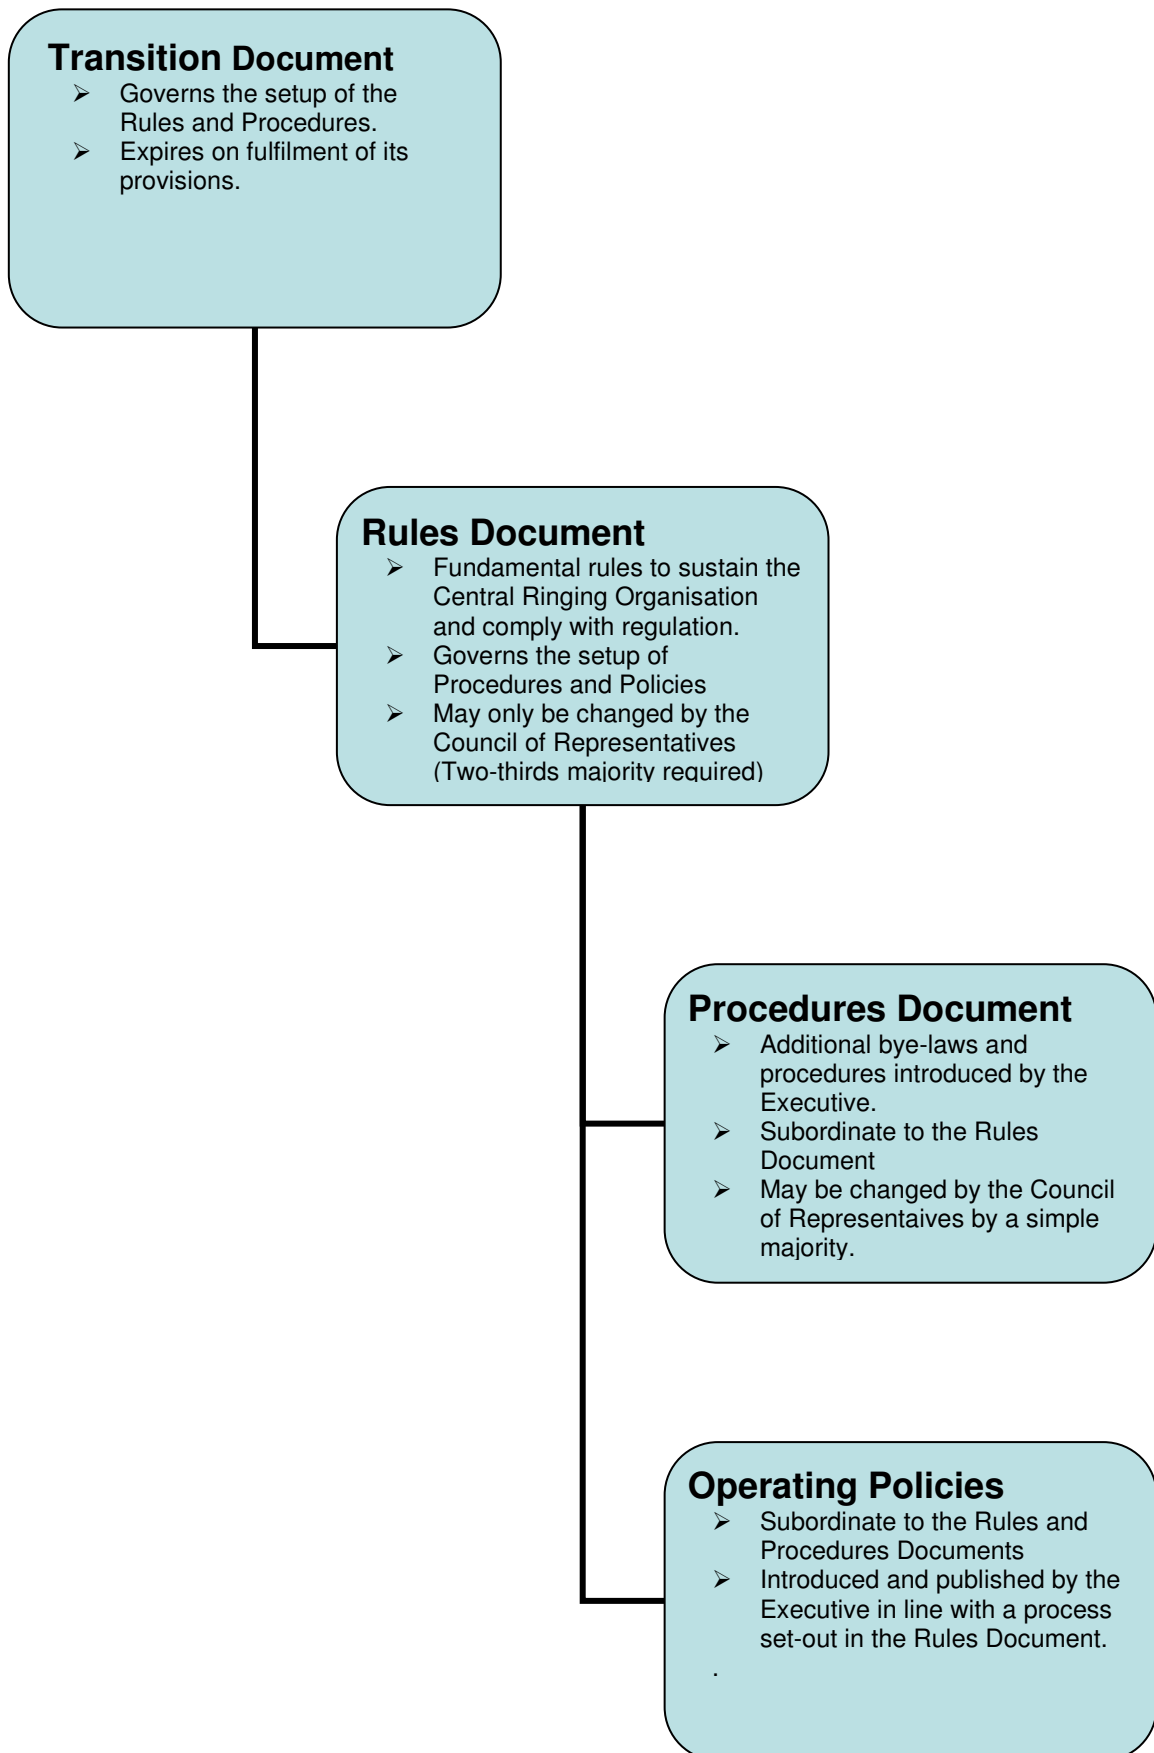 Transition Document
➢ Governs the setup of the
Rules and Procedures.
➢ Expires on fulfilment of its
provisions.
Rules Document
➢ Fundamental rules to sustain the
Central Ringing Organisation
and comply with regulation.
➢ Governs the setup of
Procedures and Policies
➢ May only be changed by the
Council of Representatives
(Two-thirds majority required)
Procedures Document
➢ Additional bye-laws and
procedures introduced by the
Executive.
➢ Subordinate to the Rules
Document
➢ May be changed by the Council
of Representaives by a simple
majority.
Operating Policies
➢ Subordinate to the Rules and
Procedures Documents
➢ Introduced and published by the
Executive in line with a process
set-out in the Rules Document.
.